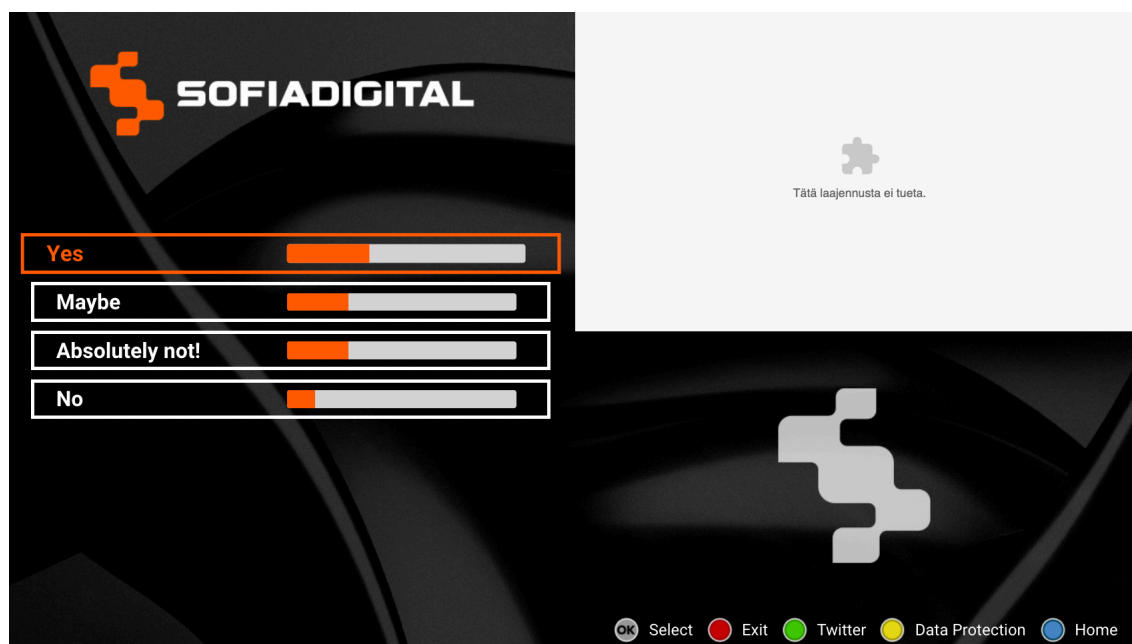 SOFIADIGITAL
Yes
Maybe
Absolutely not!
No
Tätä laajennusta ei tueta.
OK Select Exit Twitter Data Protection Home